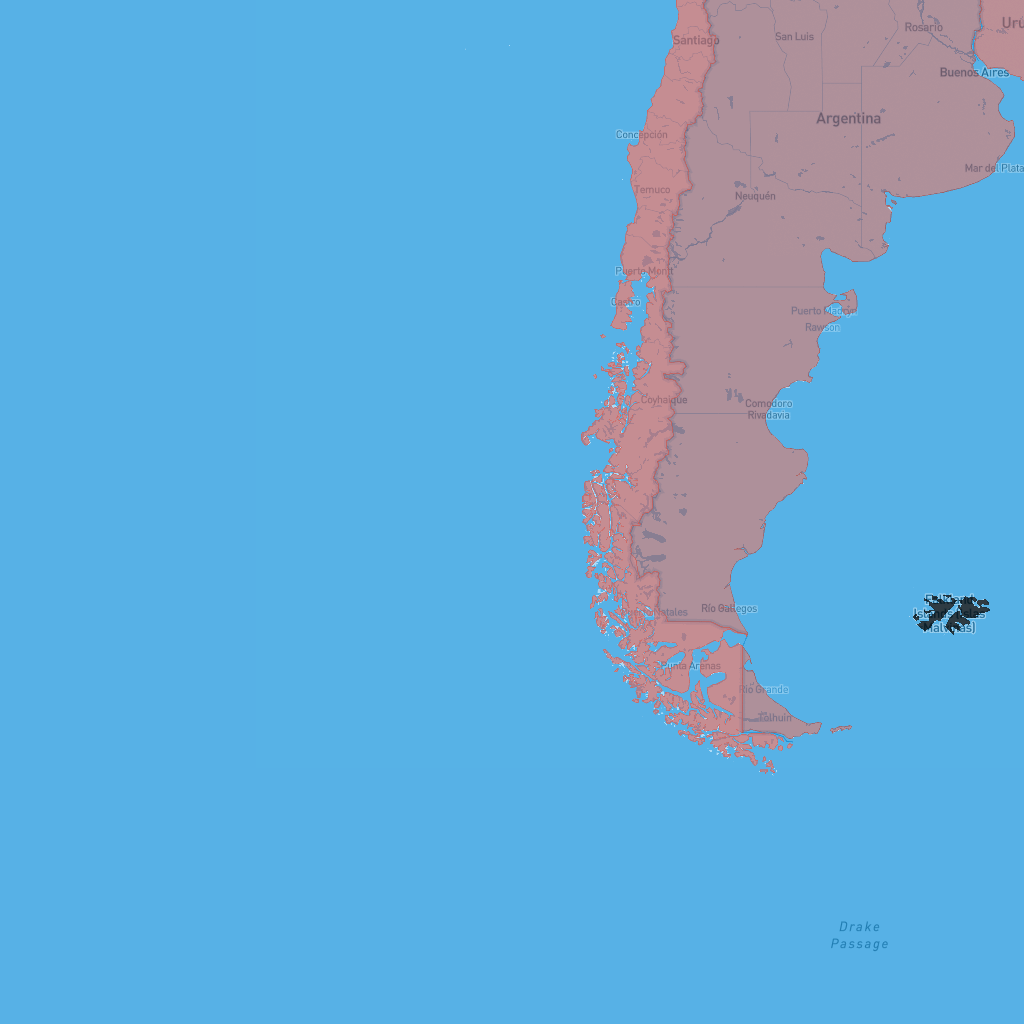 Santiago
San Luis
Rosario
Uru
Buenos Aires
Argentina
Concepción
Mar del Plata
Temuco
Neuquén
Puerto Montt
Castro
Puerto Madryn
Rawson
Coyhaique
Comodoro
Rivadavia
Río Gallegos
Natales
Falkland
Islands (Islas
Malvinas)
Punta Arenas
Río Grande
Tolhuin
Drake
Passage